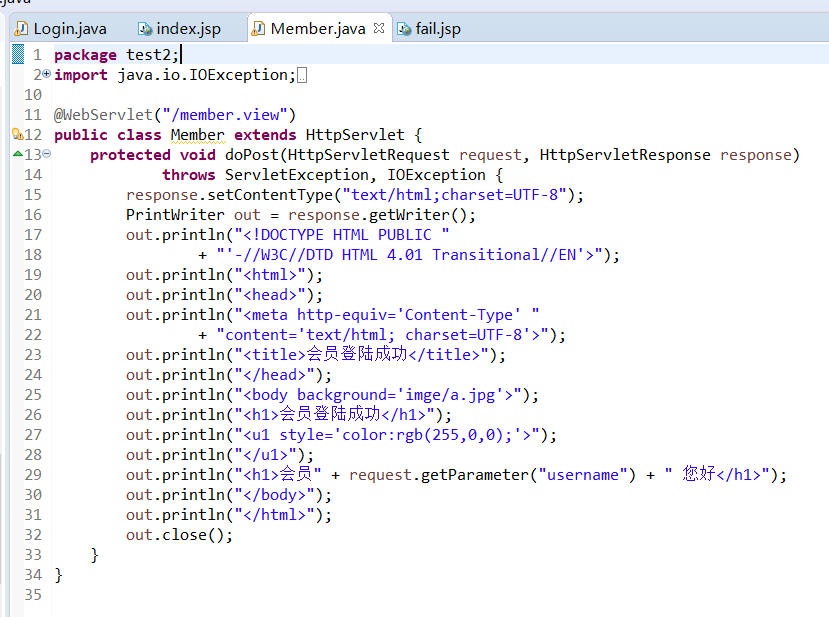 .java
Login.java index.jsp Member.java fail.jsp
1 package test2;
2 import java.io.IOException;
10
11 @WebServlet("/member.view")
12 public class Member extends HttpServlet {
13 protected void doPost(HttpServletRequest request, HttpServletResponse response)
14 throws ServletException, IOException {
15 response.setContentType("text/html;charset=UTF-8");
16 PrintWriter out = response.getWriter();
17 out.println("<!DOCTYPE HTML PUBLIC "
18 + "'-//W3C//DTD HTML 4.01 Transitional//EN'>");
19 out.println("<html>");
20 out.println("<head>");
21 out.println("<meta http-equiv='Content-Type' "
22 + "content='text/html; charset=UTF-8'>");
23 out.println("<title>会员登陆成功</title>");
24 out.println("</head>");
25 out.println("<body background='imge/a.jpg'>");
26 out.println("<h1>会员登陆成功</h1>");
27 out.println("<u1 style='color:rgb(255,0,0);'>");
28 out.println("</u1>");
29 out.println("<h1>会员" + request.getParameter("username") + " 您好</h1>");
30 out.println("</body>");
31 out.println("</html>");
32 out.close();
33 }
34 }
35